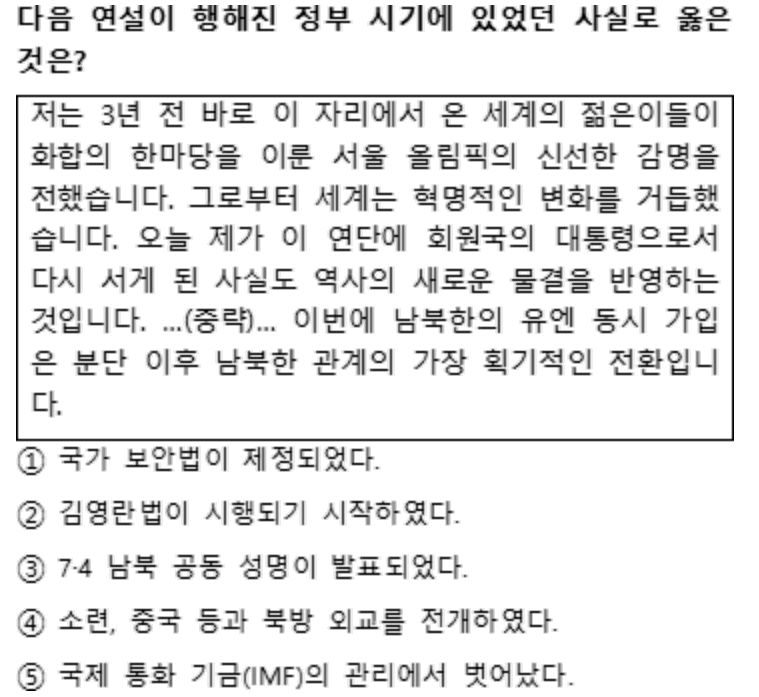 다음 연설이 행해진 정부 시기에 있었던 사실로 옳은
것은?
저는 3년 전 바로 이 자리에서 온 세계의 젊은이들이
화합의 한마당을 이룬 서울 올림픽의 신선한 감명을
전했습니다. 그로부터 세계는 혁명적인 변화를 거듭했
습니다. 오늘 제가 이 연단에 회원국의 대통령으로서
다시 서게 된 사실도 역사의 새로운 물결을 반영하는
것입니다. ...(중략)... 이번에 남북한의 유엔 동시 가입
은 분단 이후 남북한 관계의 가장 획기적인 전환입니
다.
① 국가 보안법이 제정되었다.
② 김영란법이 시행되기 시작하였다.
③ 7·4 남북 공동 성명이 발표되었다.
④ 소련, 중국 등과 북방 외교를 전개하였다.
⑤ 국제 통화 기금(IMF)의 관리에서 벗어났다.